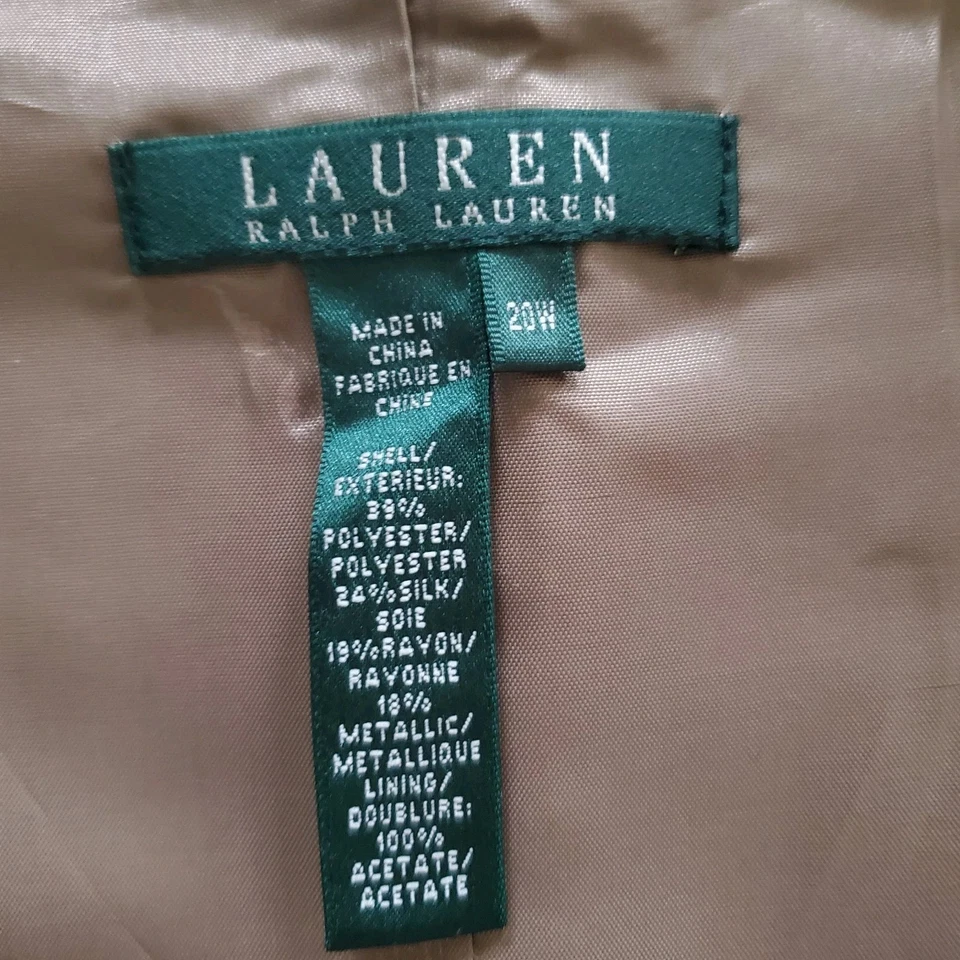 LAUREN
RALPH LAUREN
20W
MADE IN
CHINA
FABRIQUE EN
CHINE
SHELL/
EXTERIEUR:
39%
POLYESTER/
POLYESTER
24%SILK/
SOIE
19%RAYON/
RAYONNE
18%
METALLIC/
METALLIQUE
LINING/
DOUBLURE:
100%
ACETATE/
ACETATE